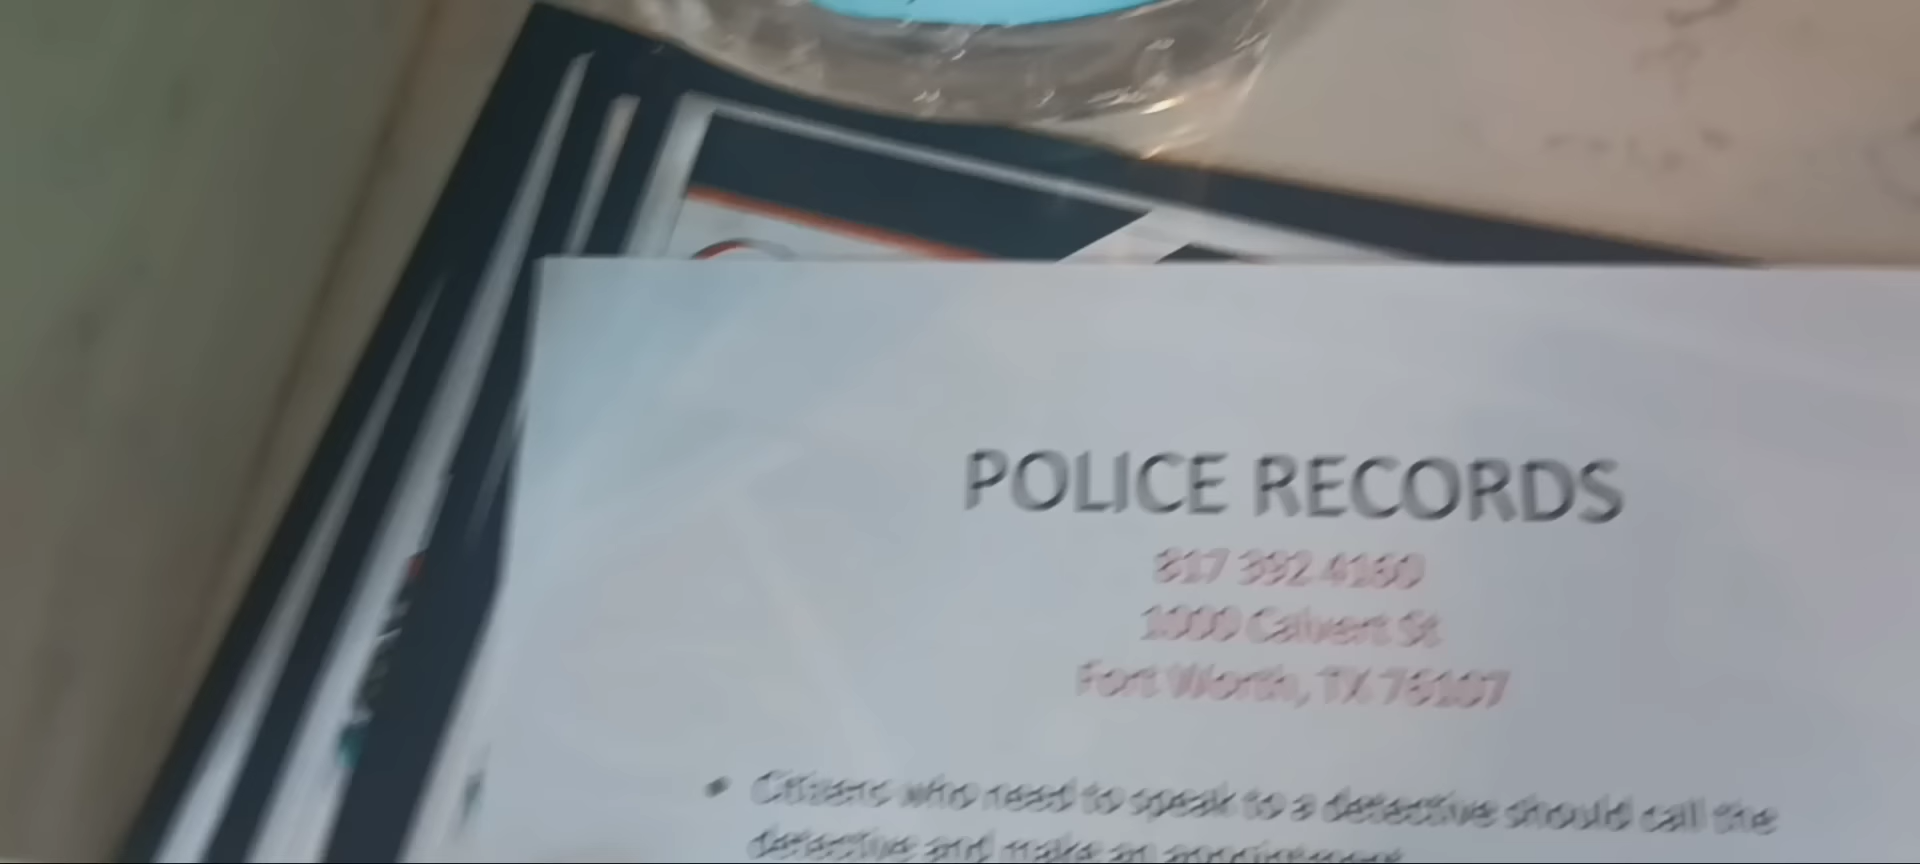 POLICE RECORDS
817 392 4160
1000 Calvert St
Fort Worth, TX 76107
• Citizens who need to speak to a detective should call the
detective and make an appointment